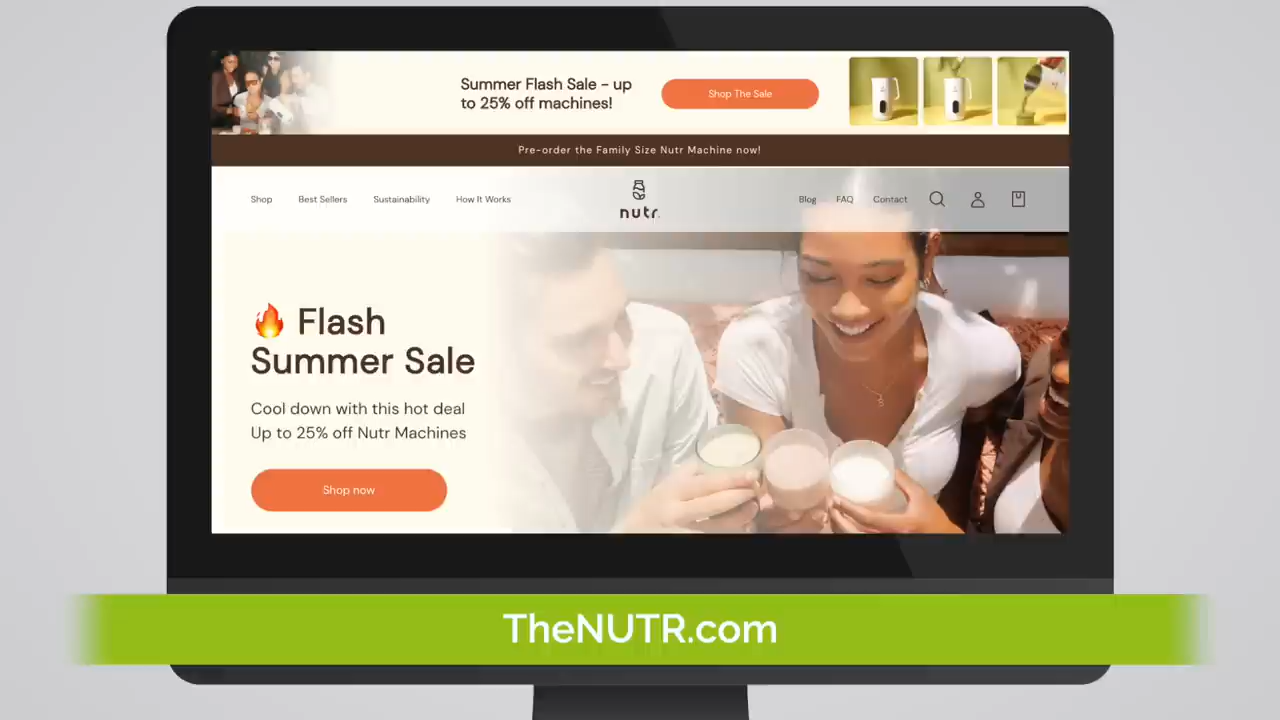 Summer Flash Sale - up
to 25% off machines!
Shop The Sale
Pre-order the Family Size Nutr Machine now!
Shop
Best Sellers
Sustainability
How It Works
nutr.
Blog
FAQ
Contact
🔥 Flash
Summer Sale
Cool down with this hot deal
Up to 25% off Nutr Machines
Shop now
TheNUTR.com